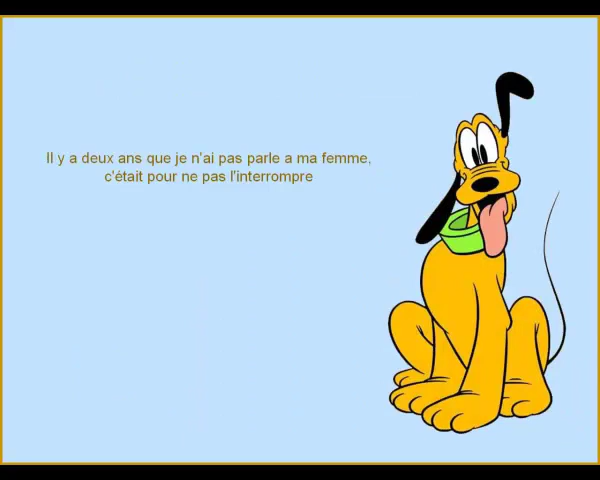 Il y a deux ans que je n'ai pas parle a ma femme,
c'était pour ne pas l'interrompre